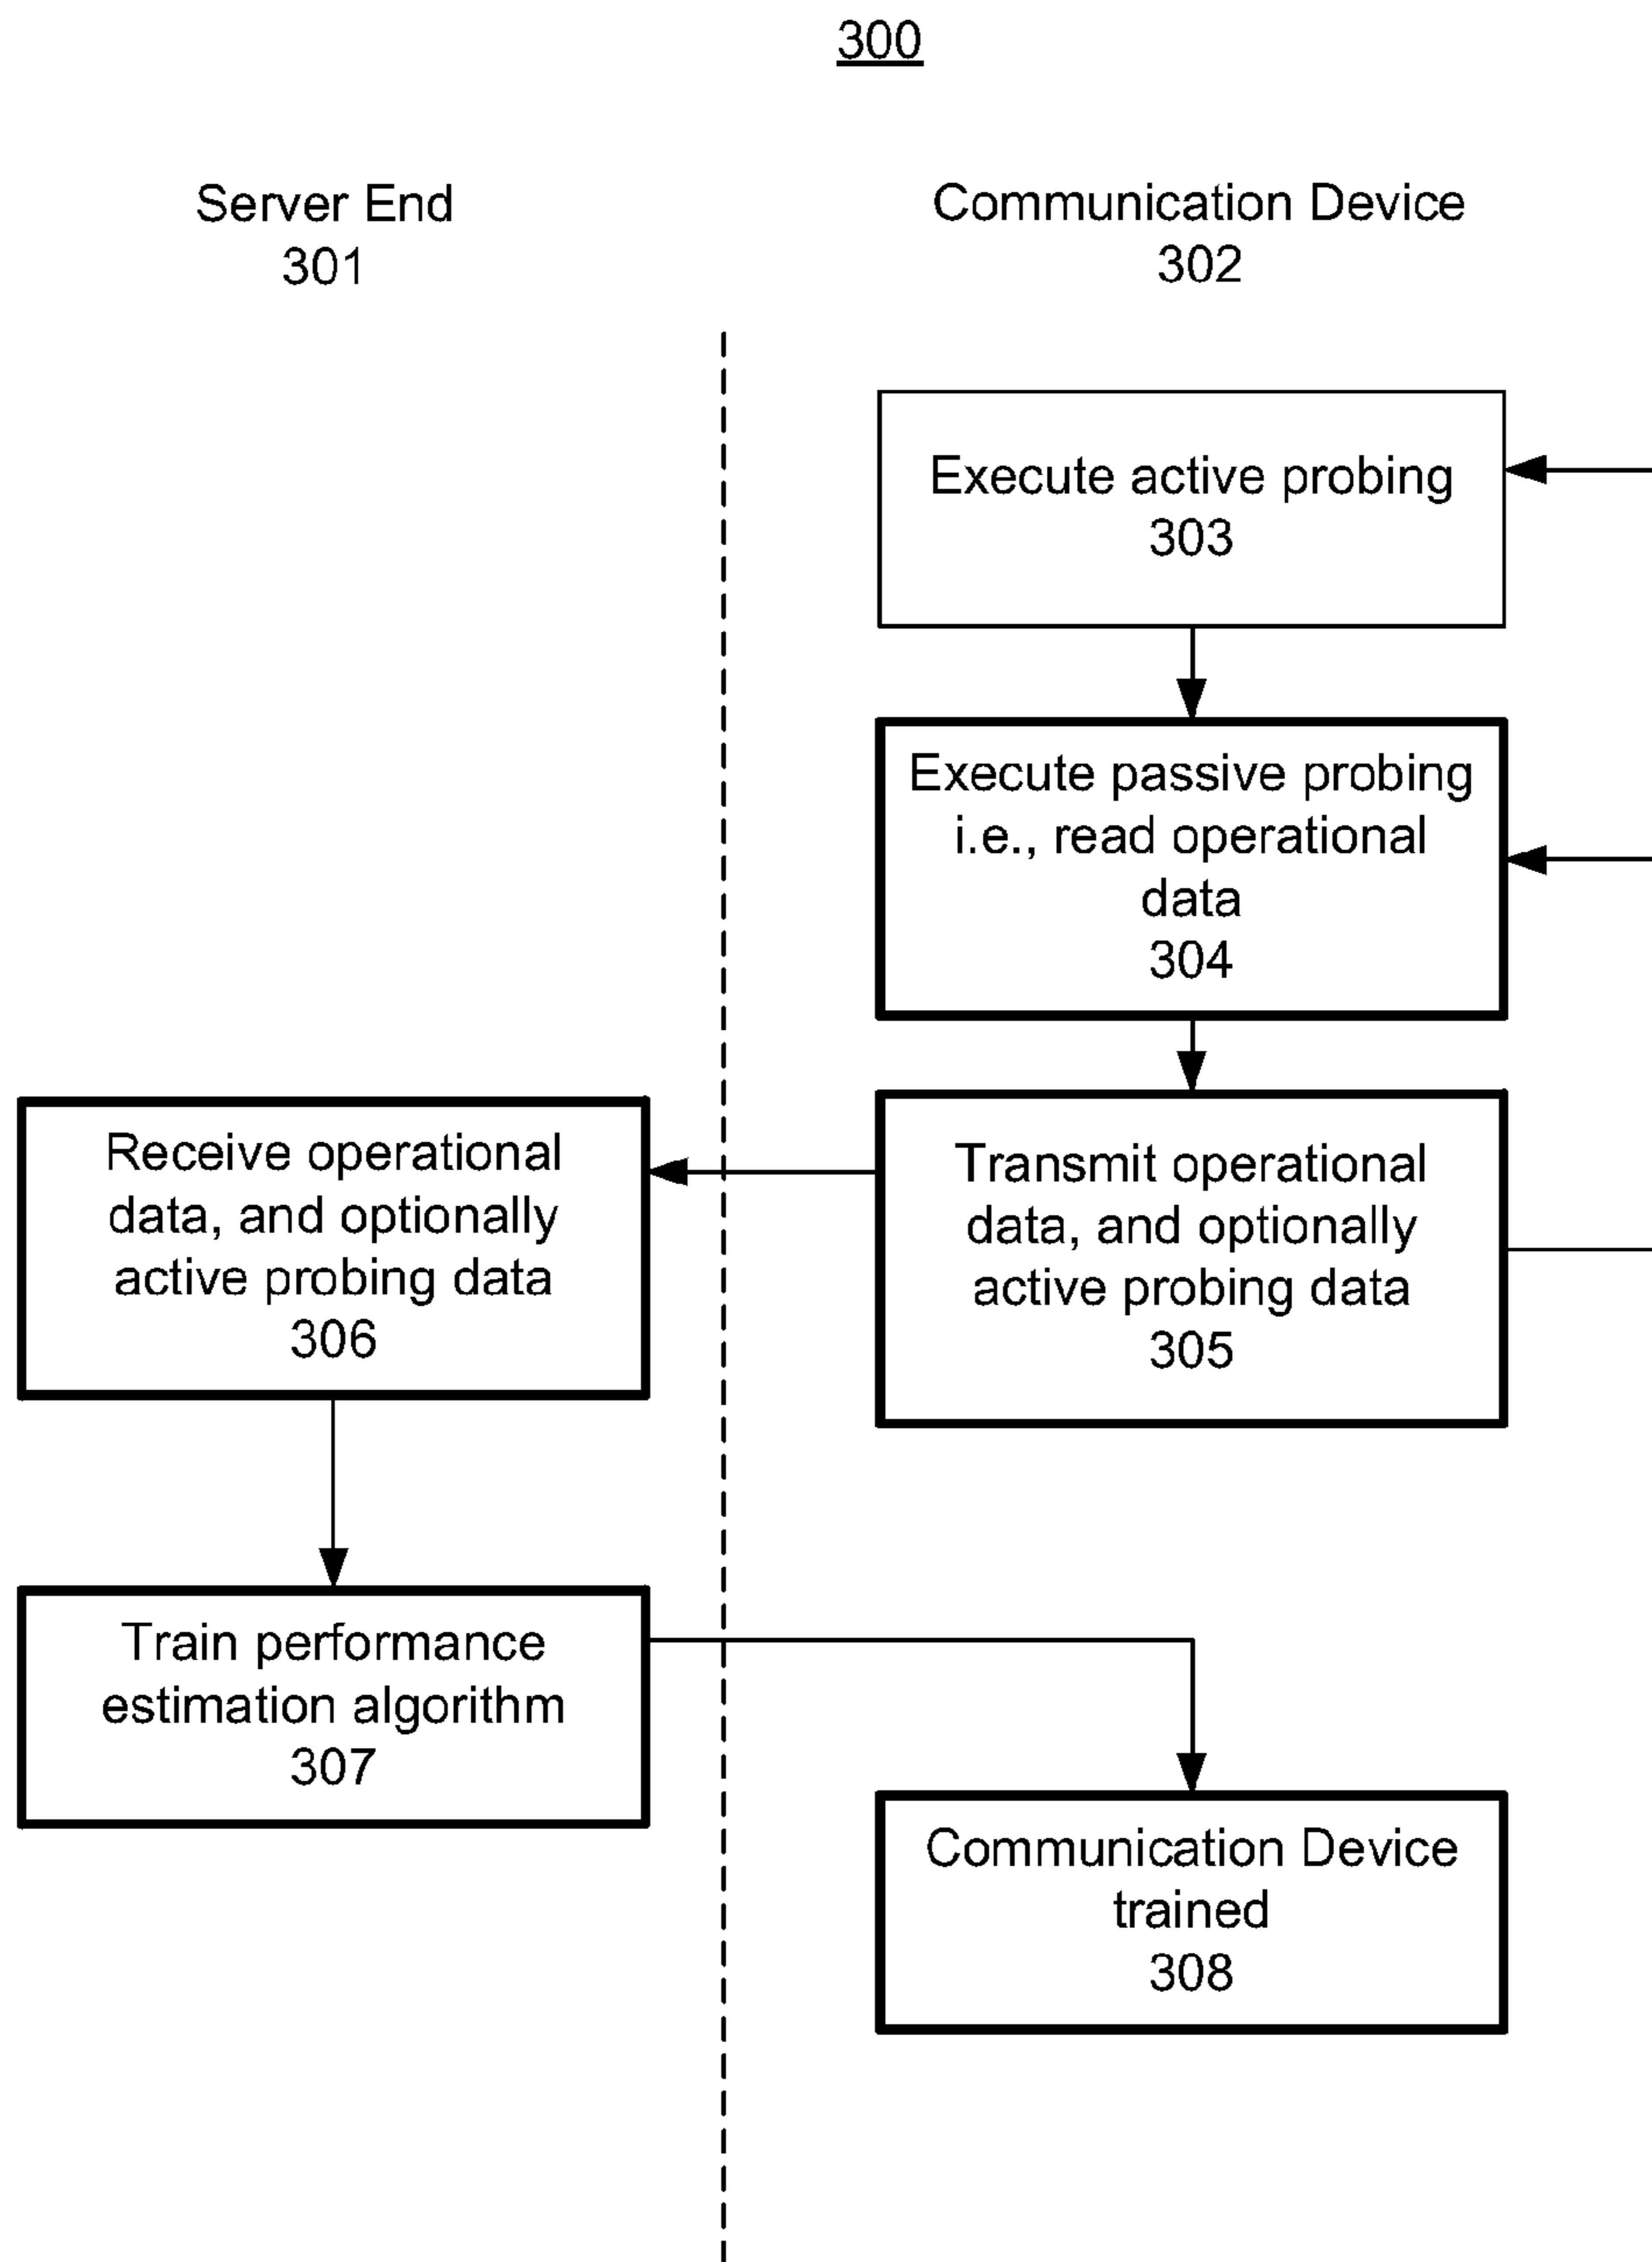 300
Server End
301
Communication Device
302
Execute active probing
303
Execute passive probing
i.e., read operational
data
304
Transmit operational
data, and optionally
active probing data
305
Receive operational
data, and optionally
active probing data
306
Train performance
estimation algorithm
307
Communication Device
trained
308